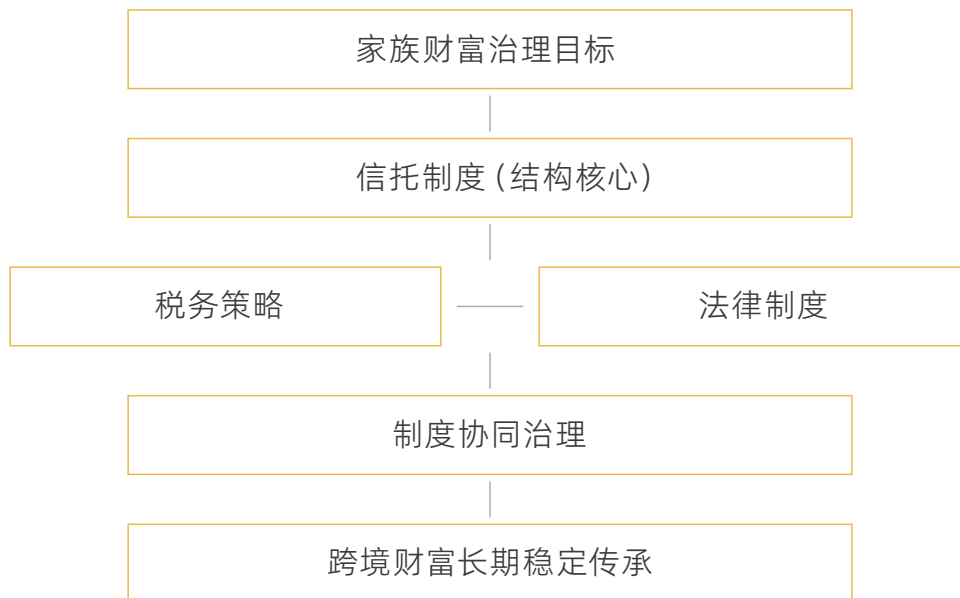 家族财富治理目标
信托制度（结构核心）
税务策略
法律制度
制度协同治理
跨境财富长期稳定传承